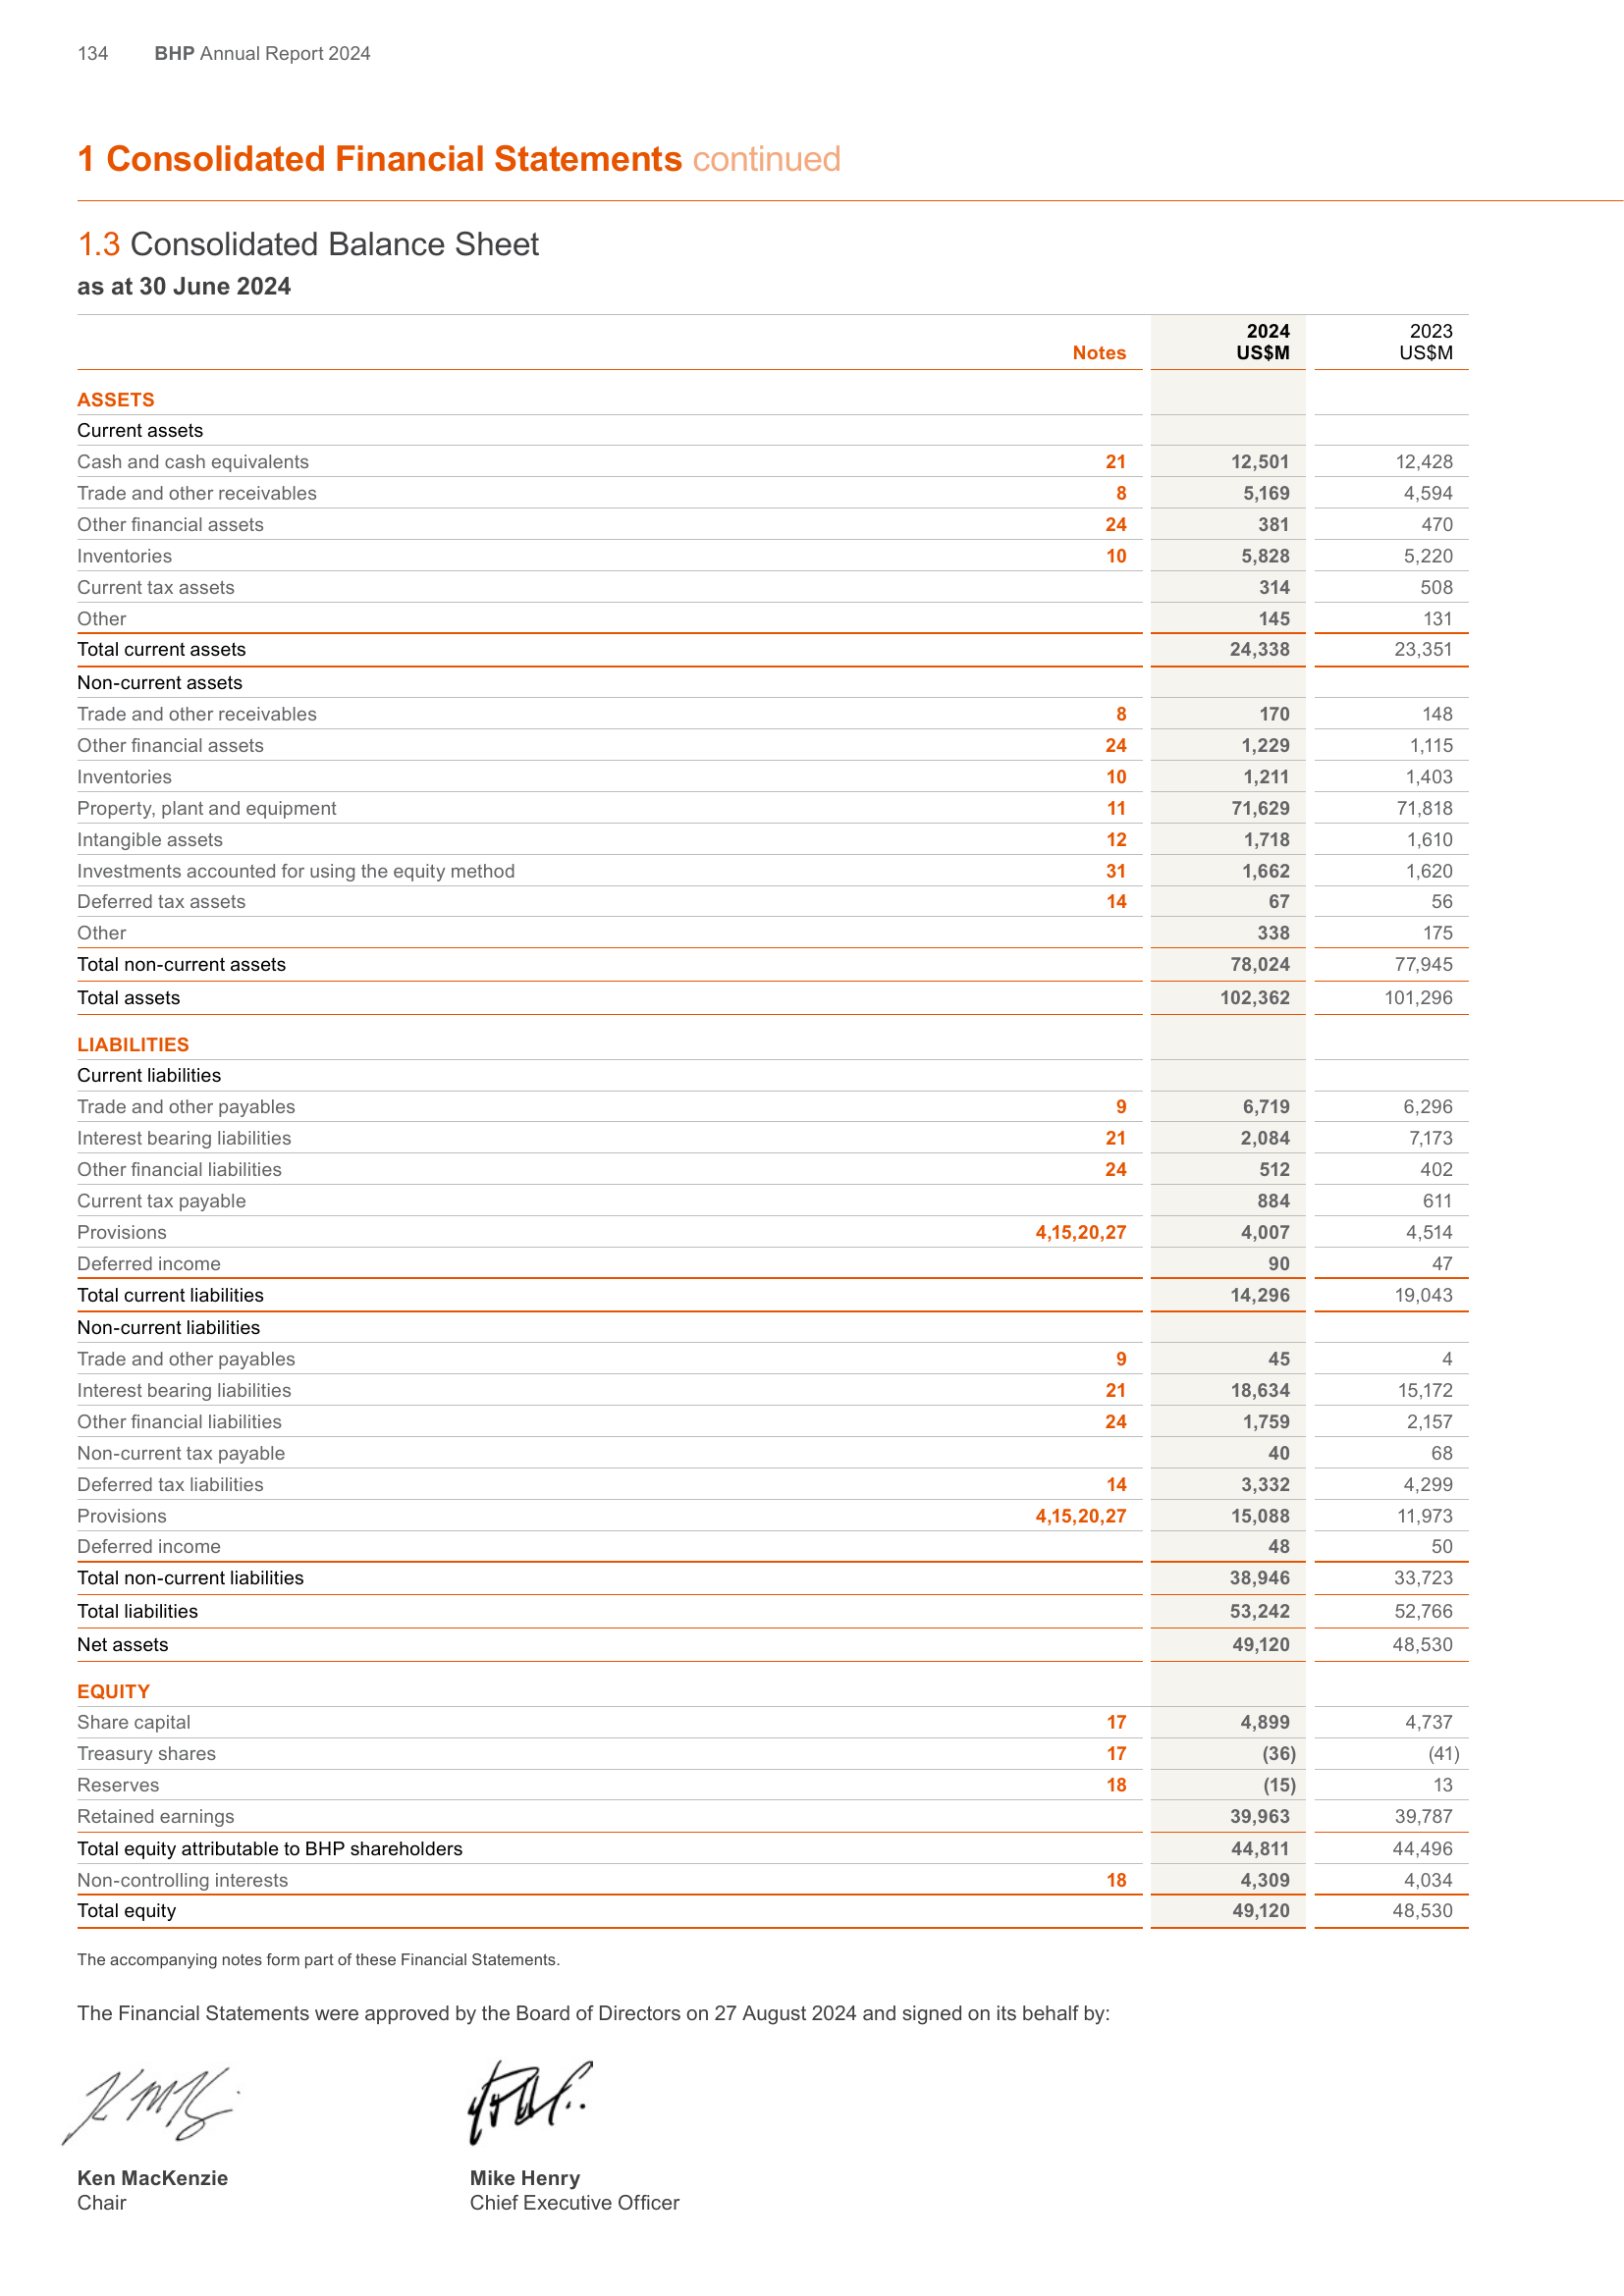 134 BHP Annual Report 2024
1 Consolidated Financial Statements continued
1.3 Consolidated Balance Sheet
as at 30 June 2024
Notes 2024 US$M 2023 US$M
ASSETS
Current assets
Cash and cash equivalents 21 12,501 12,428
Trade and other receivables 8 5,169 4,594
Other financial assets 24 381 470
Inventories 10 5,828 5,220
Current tax assets 314 508
Other 145 131
Total current assets 24,338 23,351
Non-current assets
Trade and other receivables 8 170 148
Other financial assets 24 1,229 1,115
Inventories 10 1,211 1,403
Property, plant and equipment 11 71,629 71,818
Intangible assets 12 1,718 1,610
Investments accounted for using the equity method 31 1,662 1,620
Deferred tax assets 14 67 56
Other 338 175
Total non-current assets 78,024 77,945
Total assets 102,362 101,296
LIABILITIES
Current liabilities
Trade and other payables 9 6,719 6,296
Interest bearing liabilities 21 2,084 7,173
Other financial liabilities 24 512 402
Current tax payable 884 611
Provisions 4,15,20,27 4,007 4,514
Deferred income 90 47
Total current liabilities 14,296 19,043
Non-current liabilities
Trade and other payables 9 45 4
Interest bearing liabilities 21 18,634 15,172
Other financial liabilities 24 1,759 2,157
Non-current tax payable 40 68
Deferred tax liabilities 14 3,332 4,299
Provisions 4,15,20,27 15,088 11,973
Deferred income 48 50
Total non-current liabilities 38,946 33,723
Total liabilities 53,242 52,766
Net assets 49,120 48,530
EQUITY
Share capital 17 4,899 4,737
Treasury shares 17 (36) (41)
Reserves 18 (15) 13
Retained earnings 39,963 39,787
Total equity attributable to BHP shareholders 44,811 44,496
Non-controlling interests 18 4,309 4,034
Total equity 49,120 48,530
The accompanying notes form part of these Financial Statements.
The Financial Statements were approved by the Board of Directors on 27 August 2024 and signed on its behalf by:
Ken MacKenzie Mike Henry
Chair Chief Executive Officer